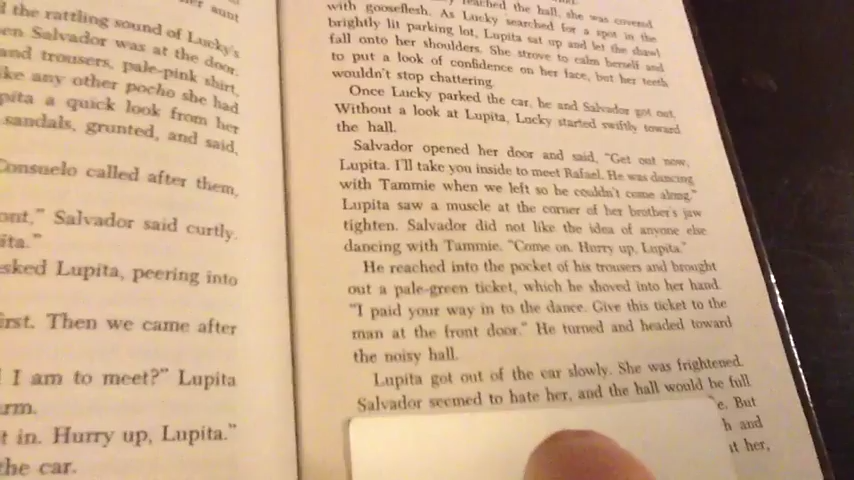 her aunt
the rattling sound of Lucky's
Salvador was at the door.
and trousers, pale-pink shirt,
like any other pocho she had
a quick look from her
sandals, grunted, and said,
Consuelo called after them,
Salvador said curtly.
asked Lupita, peering into
Then we came after
I am to meet?" Lupita
in. Hurry up, Lupita."
the car.
reached the hall, she was covered
with gooseflesh. As Lucky searched for a spot in the
brightly lit parking lot, Lupita sat up and let the shawl
fall onto her shoulders. She strove to calm herself and
to put a look of confidence on her face, but her teeth
wouldn't stop chattering.
Once Lucky parked the car, he and Salvador got out.
Without a look at Lupita, Lucky started swiftly toward
the hall.
Salvador opened her door and said, "Get out now,
Lupita. I'll take you inside to meet Rafael. He was dancing
with Tammie when we left so he couldn't come along."
Lupita saw a muscle at the corner of her brother's jaw
tighten. Salvador did not like the idea of anyone else
dancing with Tammie. "Come on. Hurry up, Lupita."
He reached into the pocket of his trousers and brought
out a pale-green ticket, which he shoved into her hand.
"I paid your way in to the dance. Give this ticket to the
man at the front door." He turned and headed toward
the noisy hall.
Lupita got out of the car slowly. She was frightened.
Salvador seemed to hate her, and the hall would be full
But
and
her,